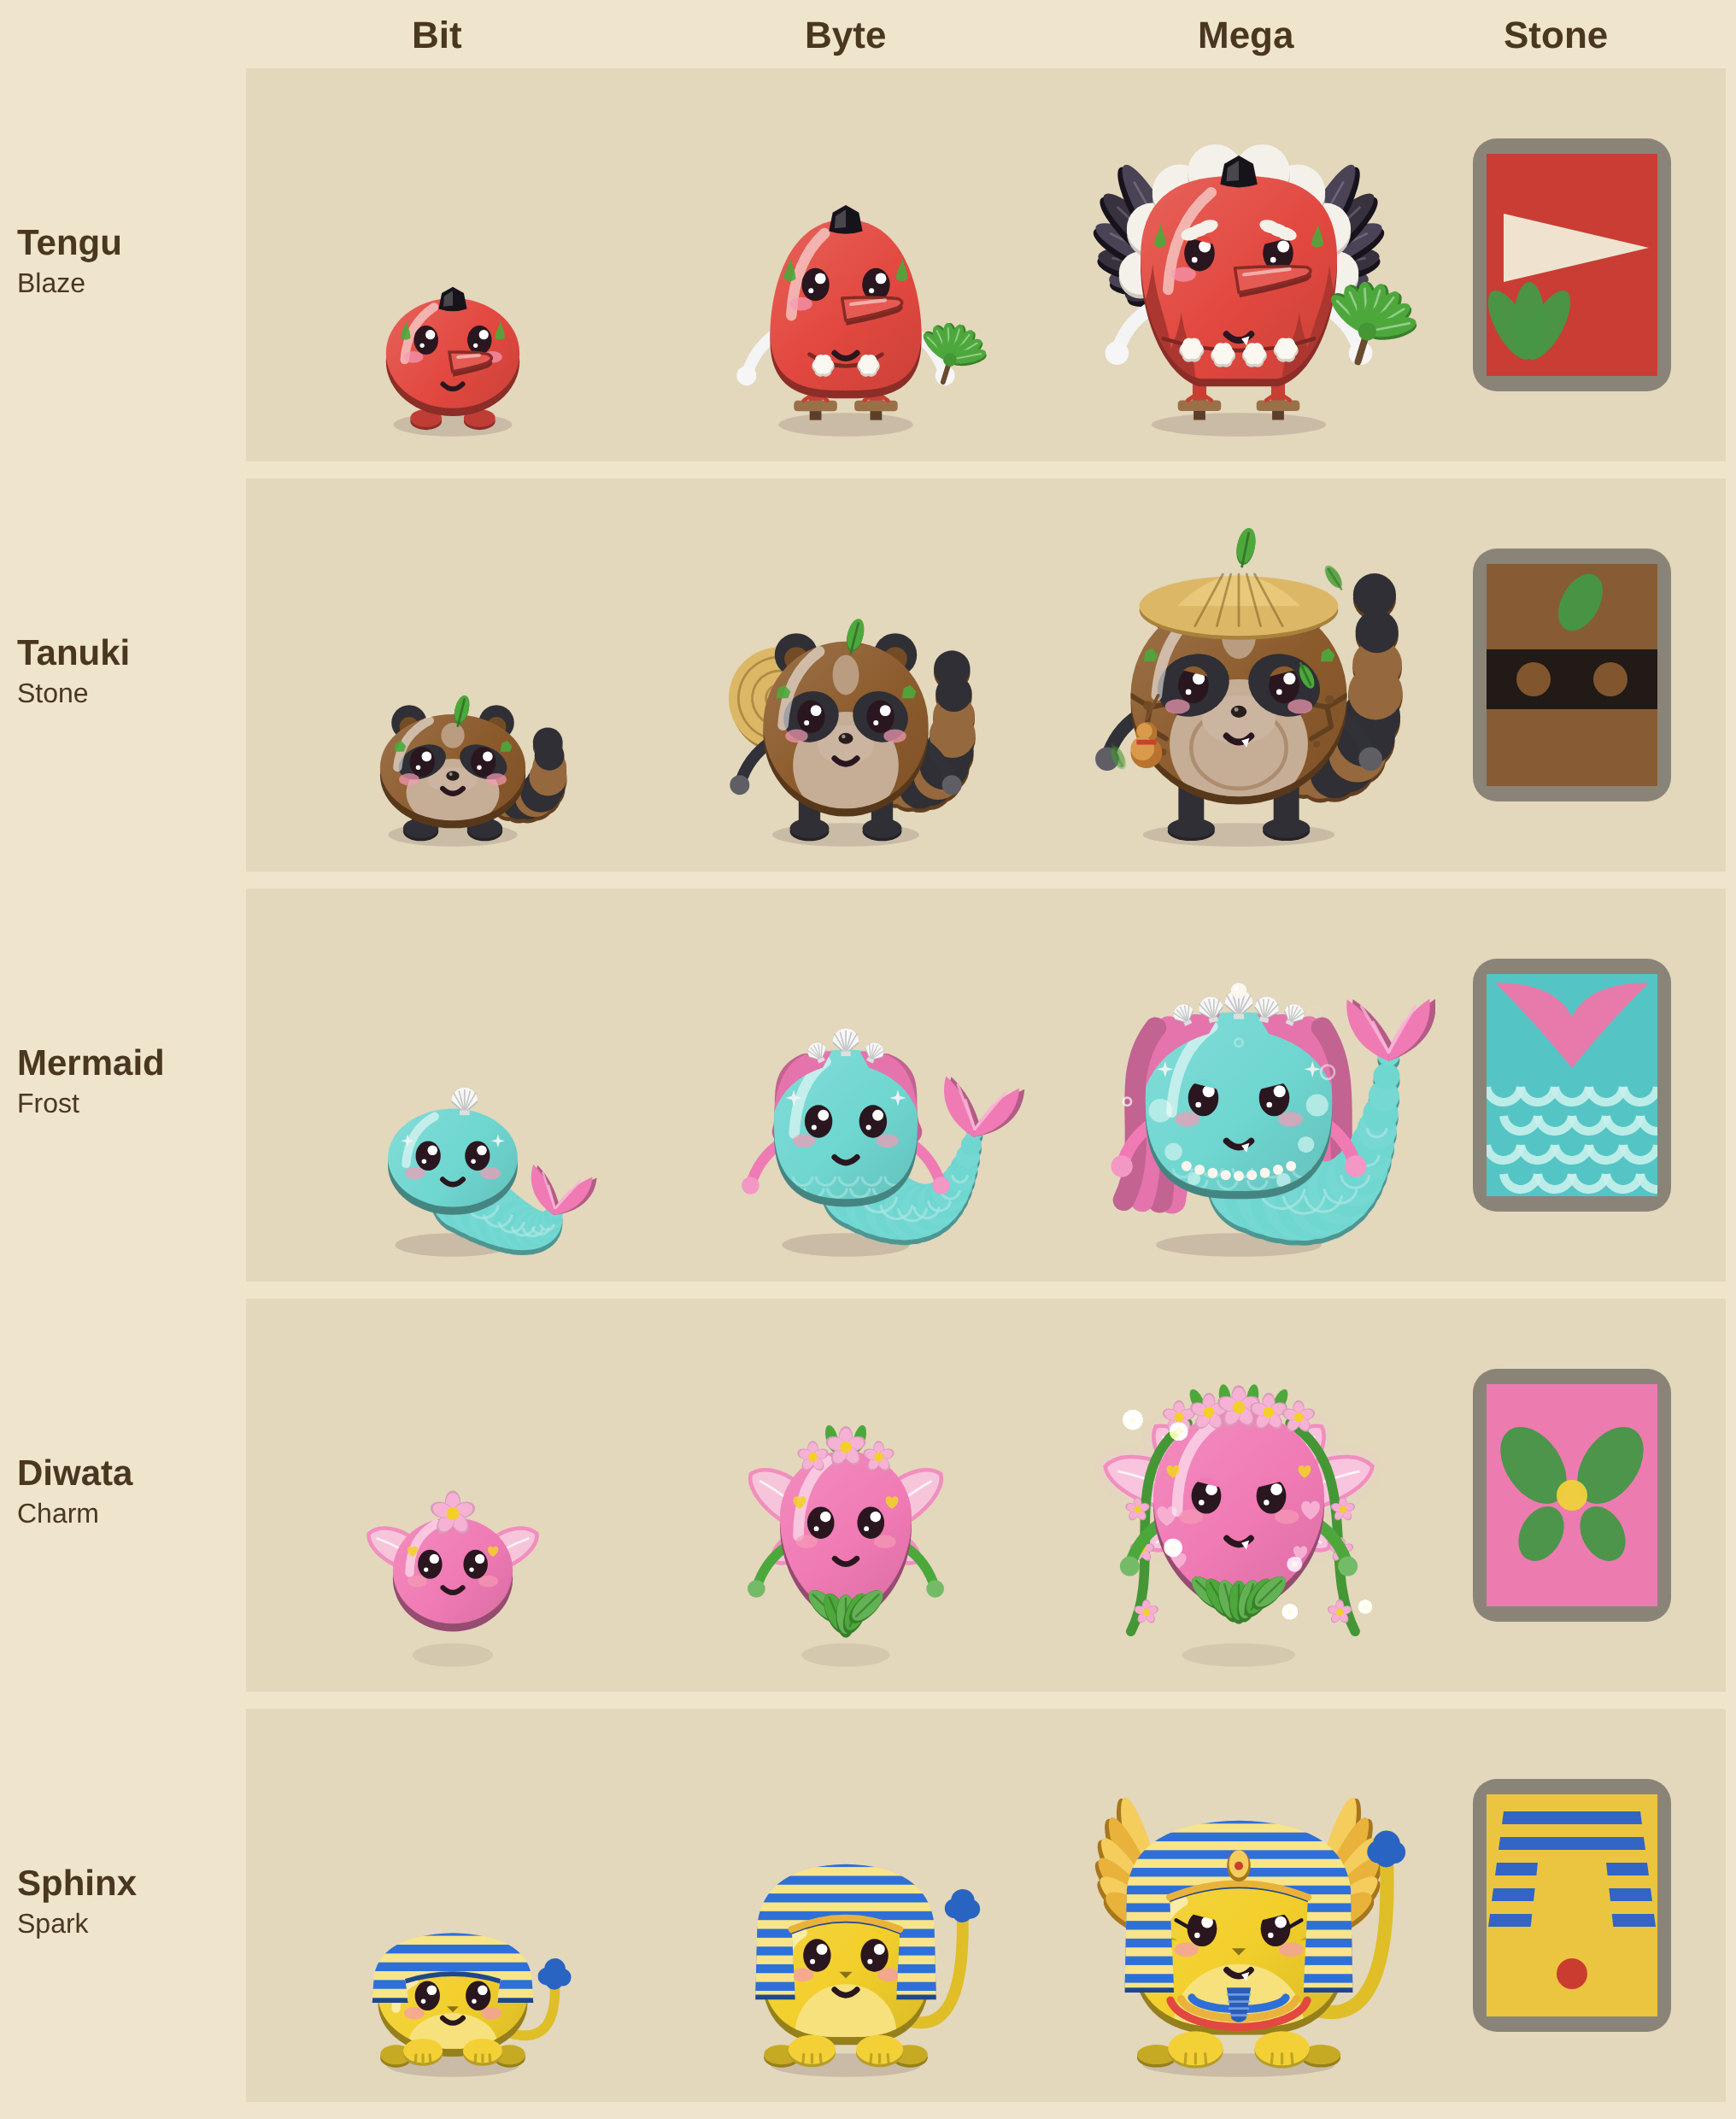 Bit Byte Mega Stone
Tengu
Blaze
Tanuki
Stone
Mermaid
Frost
Diwata
Charm
Sphinx
Spark